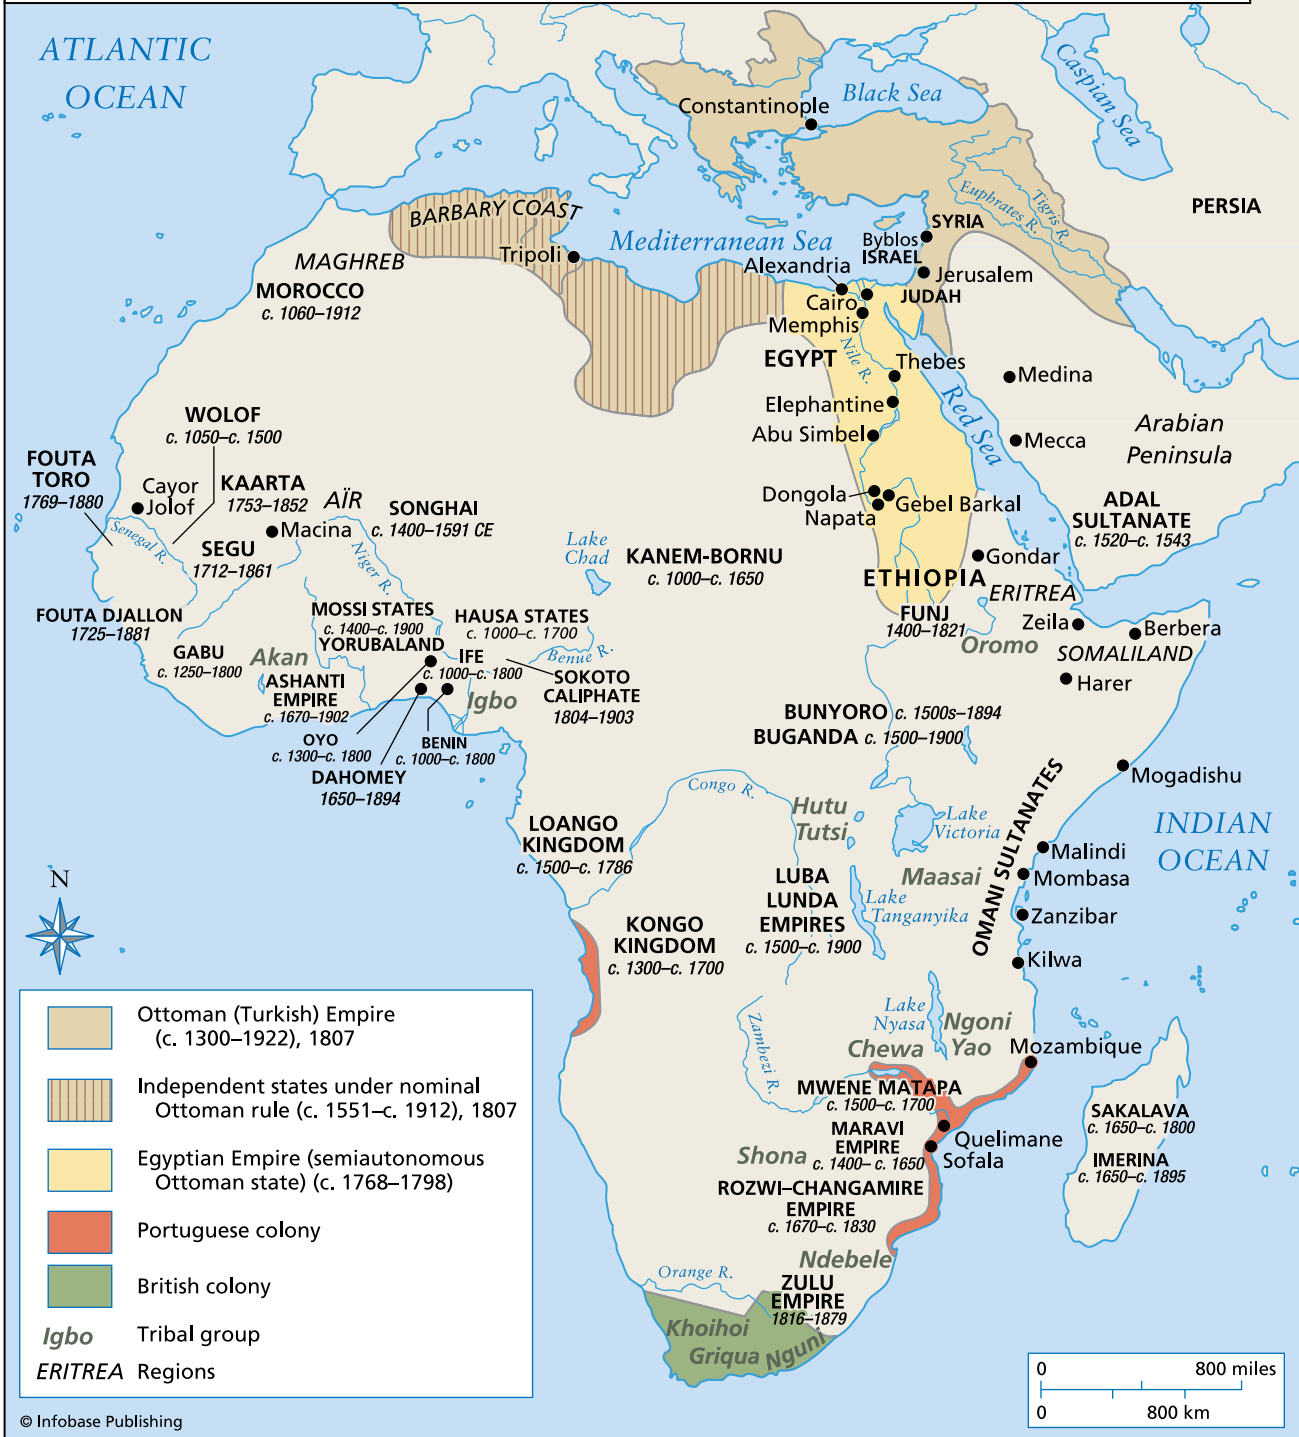 ATLANTIC
OCEAN
Constantinople
Black Sea
Caspian Sea
Euphrates R.
Tigris R.
PERSIA
BARBARY COAST
Tripoli
Mediterranean Sea
SYRIA
Byblos
ISRAEL
Alexandria
Jerusalem
MAGHREB
MOROCCO
c. 1060–1912
Cairo
JUDAH
Memphis
EGYPT
Nile R.
Thebes
Medina
Elephantine
Red Sea
Abu Simbel
Mecca
Arabian
Peninsula
WOLOF
c. 1050–c. 1500
FOUTA
TORO
1769–1880
Cayor
Jolof
KAARTA
1753–1852
AÏR
SONGHAI
c. 1400–1591 CE
Macina
Senegal R.
SEGU
1712–1861
Niger R.
Lake
Chad
KANEM-BORNU
c. 1000–c. 1650
Dongola
Napata
Gebel Barkal
ADAL
SULTANATE
c. 1520–c. 1543
Gondar
ETHIOPIA
ERITREA
FUNJ
1400–1821
Zeila
Berbera
Oromo
SOMALILAND
Harer
FOUTA DJALLON
1725–1881
MOSSI STATES
c. 1400–c. 1900
HAUSA STATES
c. 1000–c. 1700
YORUBALAND
GABU
c. 1250–1800
Akan
IFE
c. 1000–c. 1800
Benue R.
ASHANTI
EMPIRE
c. 1670–1902
Igbo
SOKOTO
CALIPHATE
1804–1903
OYO
c. 1300–c. 1800
BENIN
c. 1000–c. 1800
DAHOMEY
1650–1894
BUNYORO c. 1500s–1894
BUGANDA c. 1500–1900
Mogadishu
Congo R.
Hutu
Tutsi
Lake
Victoria
OMANI SULTANATES
INDIAN
OCEAN
LOANGO
KINGDOM
c. 1500–c. 1786
Malindi
Mombasa
Maasai
LUBA
LUNDA
EMPIRES
c. 1500–c. 1900
Lake
Tanganyika
Zanzibar
Kilwa
KONGO
KINGDOM
c. 1300–c. 1700
N
Lake
Nyasa
Ngoni
Yao
Zambezi R.
Chewa
Mozambique
MWENE MATAPA
c. 1500–c. 1700
MARAVI
EMPIRE
c. 1400– c. 1650
Quelimane
Sofala
Shona
SAKALAVA
c. 1650–c. 1800
IMERINA
c. 1650–c. 1895
ROZWI–CHANGAMIRE
EMPIRE
c. 1670–c. 1830
Ndebele
Orange R.
ZULU
EMPIRE
1816–1879
Khoihoi
Griqua
Nguni
Ottoman (Turkish) Empire
(c. 1300–1922), 1807
Independent states under nominal
Ottoman rule (c. 1551–c. 1912), 1807
Egyptian Empire (semiautonomous
Ottoman state) (c. 1768–1798)
Portuguese colony
British colony
Igbo Tribal group
ERITREA Regions
0 800 miles
0 800 km
© Infobase Publishing